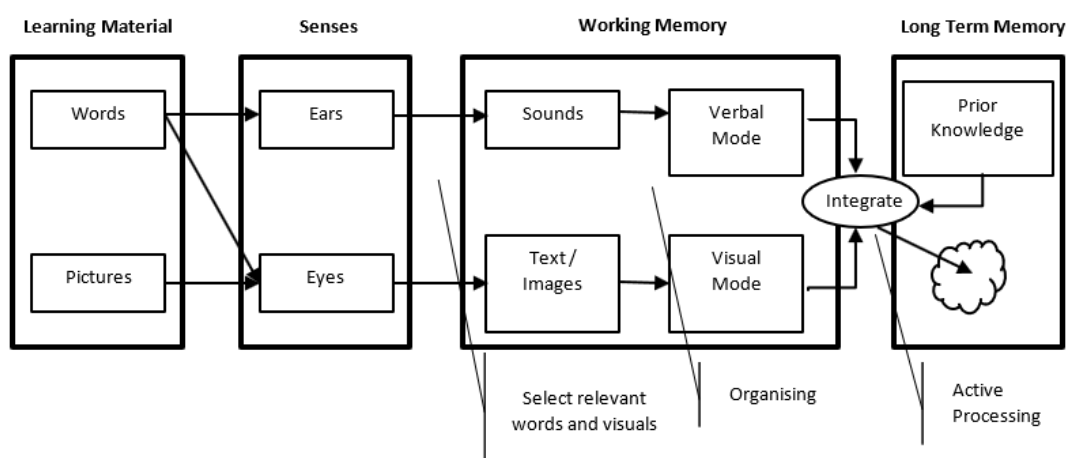 Learning Material
Senses
Working Memory
Long Term Memory
Words
Ears
Sounds
Verbal
Mode
Prior
Knowledge
Integrate
Pictures
Eyes
Text /
Images
Visual
Mode
Select relevant
words and visuals
Organising
Active
Processing